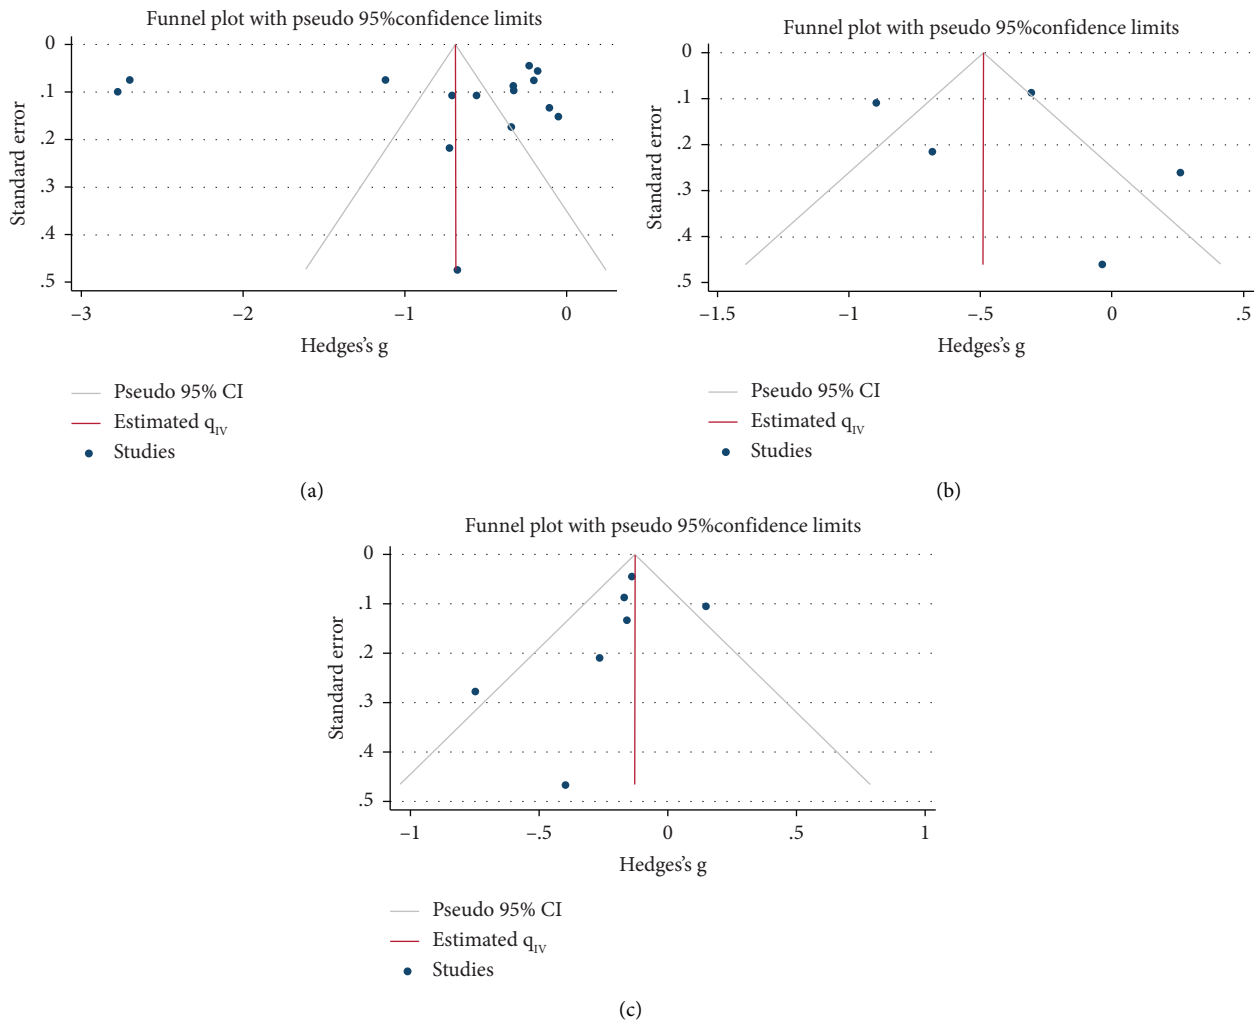 Funnel plot with pseudo 95%confidence limits
0
.1
.2
.3
.4
.5
Standard error
–3 –2 –1 0
Hedges's g
Pseudo 95% CI
Estimated qIV
Studies
(a)
Funnel plot with pseudo 95%confidence limits
0
.1
.2
.3
.4
.5
Standard error
–1.5 –1 –.5 0 .5
Hedges's g
Pseudo 95% CI
Estimated qIV
Studies
(b)
Funnel plot with pseudo 95%confidence limits
0
.1
.2
.3
.4
.5
Standard error
–1 –.5 0 .5 1
Hedges's g
Pseudo 95% CI
Estimated qIV
Studies
(c)